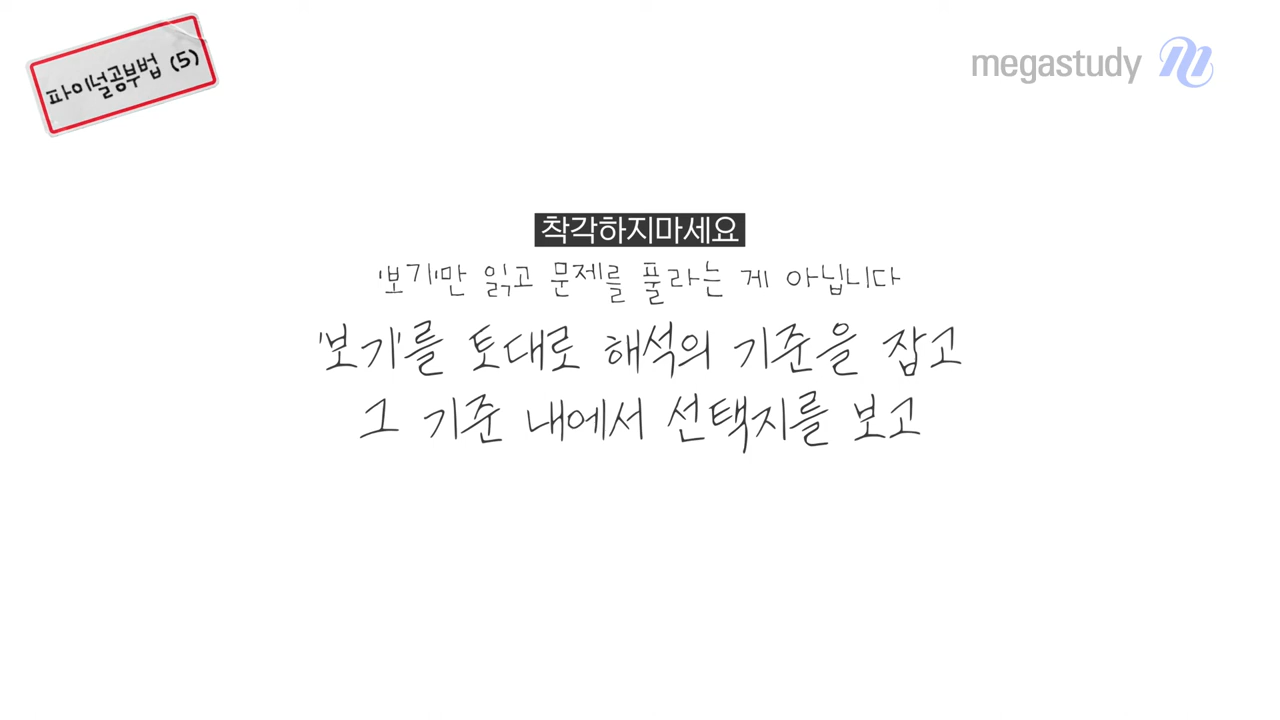 파이널공부법 (5)
megastudy
착각하지마세요
'보기'만 읽고 문제를 풀라는 게 아닙니다
'보기'를 토대로 해석의 기준을 잡고
그 기준 내에서 선택지를 보고